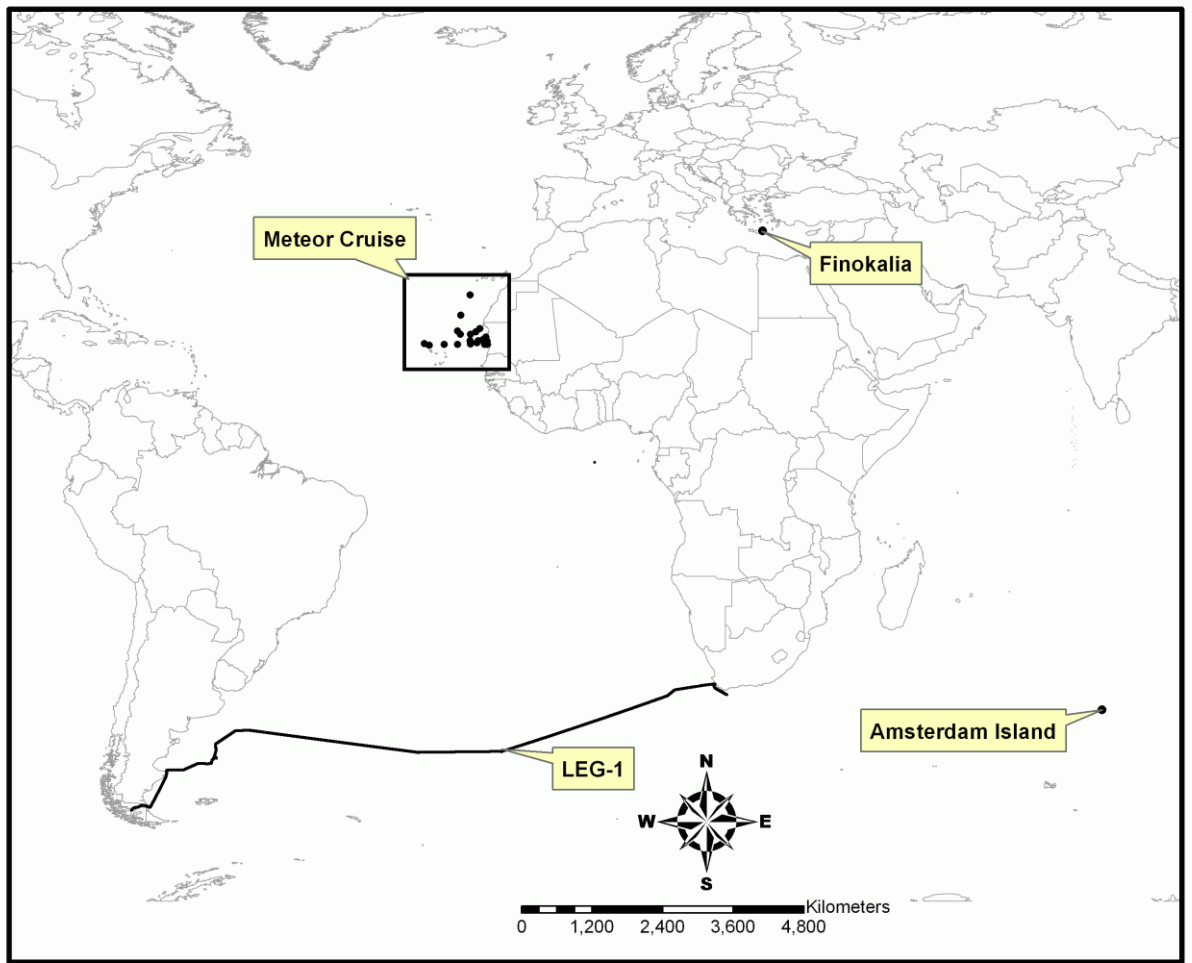 Meteor Cruise
Finokalia
Amsterdam Island
LEG-1
N
W E
S
Kilometers
0 1,200 2,400 3,600 4,800